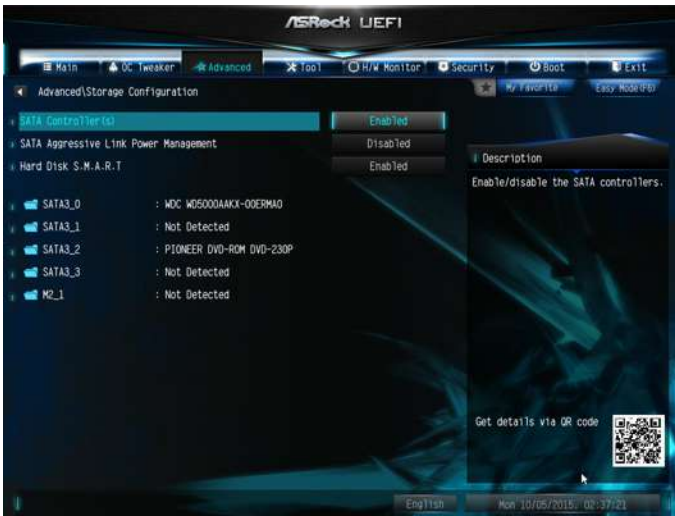 ASRock UEFI
Main OC Tweaker Advanced Tool H/W Monitor Security Boot Exit
Advanced\Storage Configuration
My Favorite Easy Mode(F6)
SATA Controller(s) Enabled
SATA Aggressive Link Power Management Disabled
Hard Disk S.M.A.R.T Enabled
Description
Enable/disable the SATA controllers.
SATA3_0 : WDC WD5000AAKX-00ERMA0
SATA3_1 : Not Detected
SATA3_2 : PIONEER DVD-ROM DVD-230P
SATA3_3 : Not Detected
M2_1 : Not Detected
Get details via QR code
English Mon 10/05/2015, 02:37:21